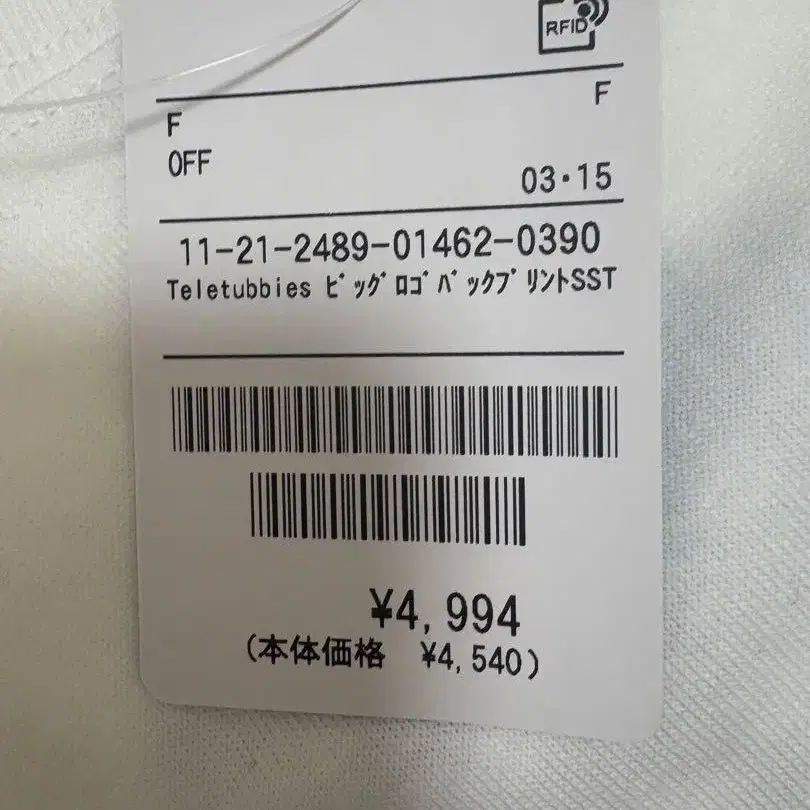 RFID
F
F
OFF
03・15
11-21-2489-01462-0390
Teletubbies ﾋﾞｯｸﾞﾛｺﾞﾊﾞｯｸﾌﾟﾘﾝﾄSST
¥4,994
(本体価格 ¥4,540)